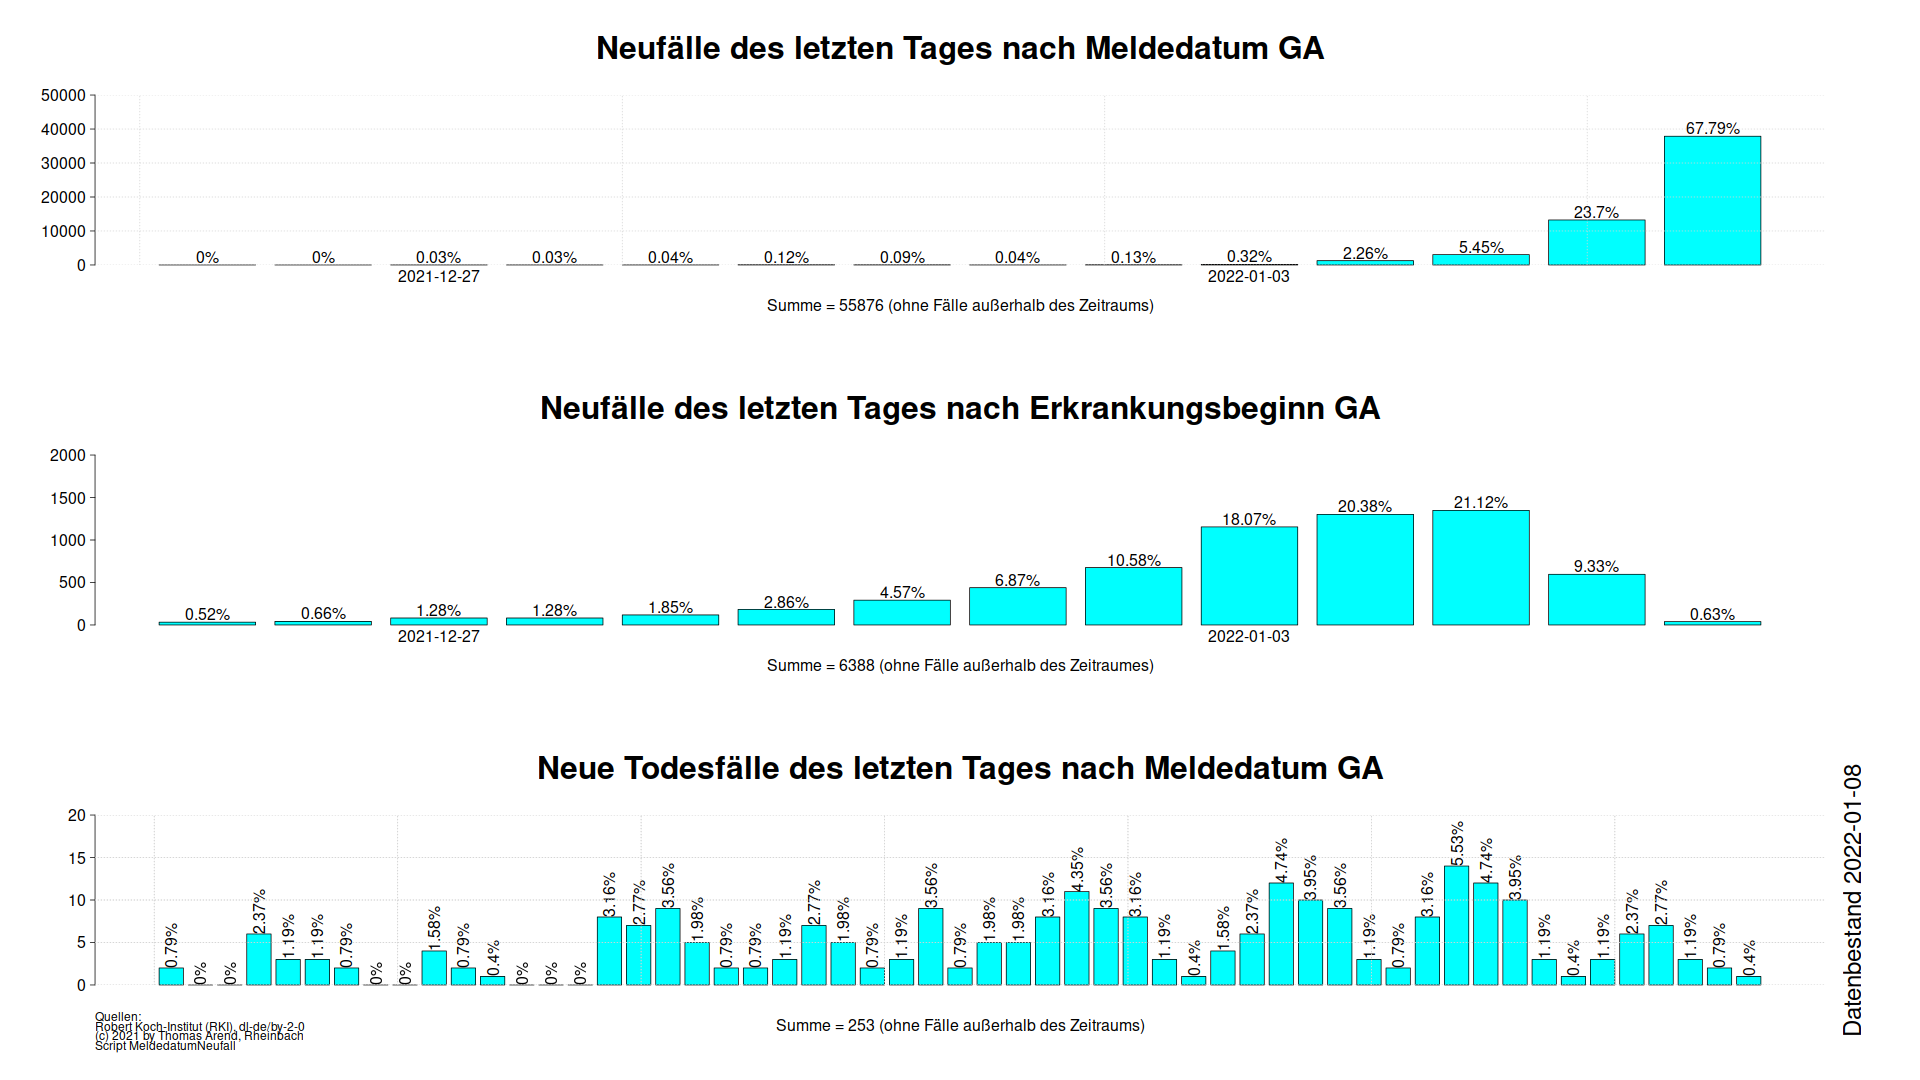 Neufälle des letzten Tages nach Meldedatum GA
50000
40000
30000
20000
10000
0
0% 0% 0.03% 0.03% 0.04% 0.12% 0.09% 0.04% 0.13% 0.32% 2.26% 5.45% 23.7% 67.79%
2021-12-27 2022-01-03
Summe = 55876 (ohne Fälle außerhalb des Zeitraums)
Neufälle des letzten Tages nach Erkrankungsbeginn GA
2000
1500
1000
500
0
0.52% 0.66% 1.28% 1.28% 1.85% 2.86% 4.57% 6.87% 10.58% 18.07% 20.38% 21.12% 9.33% 0.63%
2021-12-27 2022-01-03
Summe = 6388 (ohne Fälle außerhalb des Zeitraumes)
Neue Todesfälle des letzten Tages nach Meldedatum GA
20
15
10
5
0
0.79% 0% 0% 2.37% 1.19% 1.19% 0.79% 0% 0% 1.58% 0.79% 0.4% 0% 0% 0% 3.16% 2.77% 3.56% 1.98% 0.79% 0.79% 1.19% 2.77% 1.98% 0.79% 1.19% 3.56% 0.79% 1.98% 1.98% 3.16% 4.35% 3.56% 3.16% 1.19% 0.4% 1.58% 2.37% 4.74% 3.95% 3.56% 1.19% 0.79% 3.16% 5.53% 4.74% 3.95% 1.19% 0.4% 1.19% 2.37% 2.77% 1.19% 0.79% 0.4%
Summe = 253 (ohne Fälle außerhalb des Zeitraums)
Quellen:
Robert Koch-Institut (RKI), dl-de/by-2-0
(c) 2021 by Thomas Arend, Rheinbach
Script MeldedatumNeufall
Datenbestand 2022-01-08